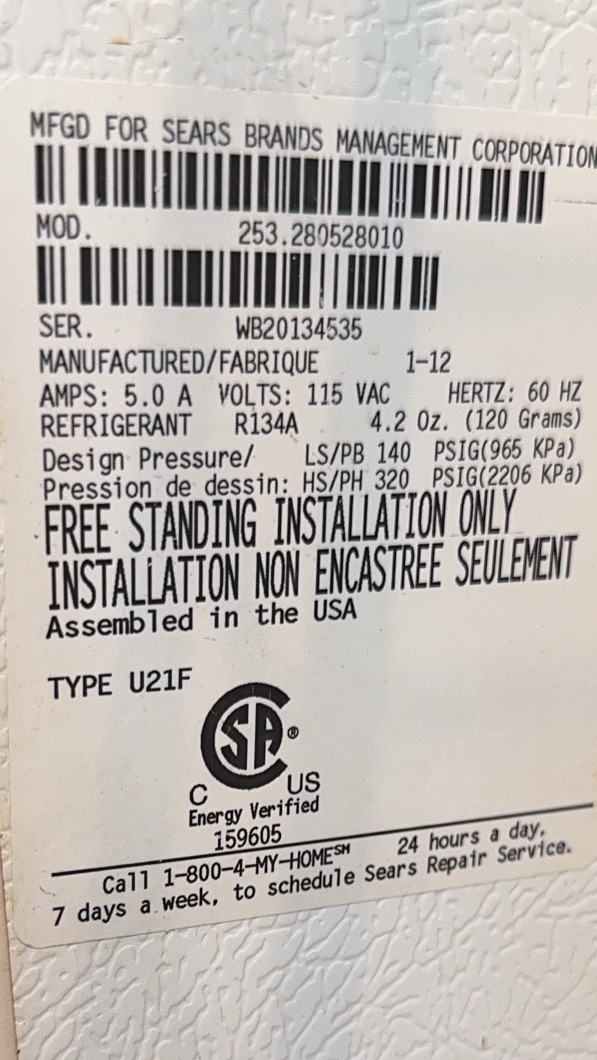 MFGD FOR SEARS BRANDS MANAGEMENT CORPORATION
MOD. 253.280528010
SER. WB20134535
MANUFACTURED/FABRIQUE 1-12
AMPS: 5.0 A VOLTS: 115 VAC HERTZ: 60 HZ
REFRIGERANT R134A 4.2 Oz. (120 Grams)
Design Pressure/ LS/PB 140 PSIG(965 KPa)
Pression de dessin: HS/PH 320 PSIG(2206 KPa)
FREE STANDING INSTALLATION ONLY
INSTALLATION NON ENCASTREE SEULEMENT
Assembled in the USA
TYPE U21F
SA ®
C US
Energy Verified
159605
Call 1-800-4-MY-HOME℠ 24 hours a day,
7 days a week, to schedule Sears Repair Service.